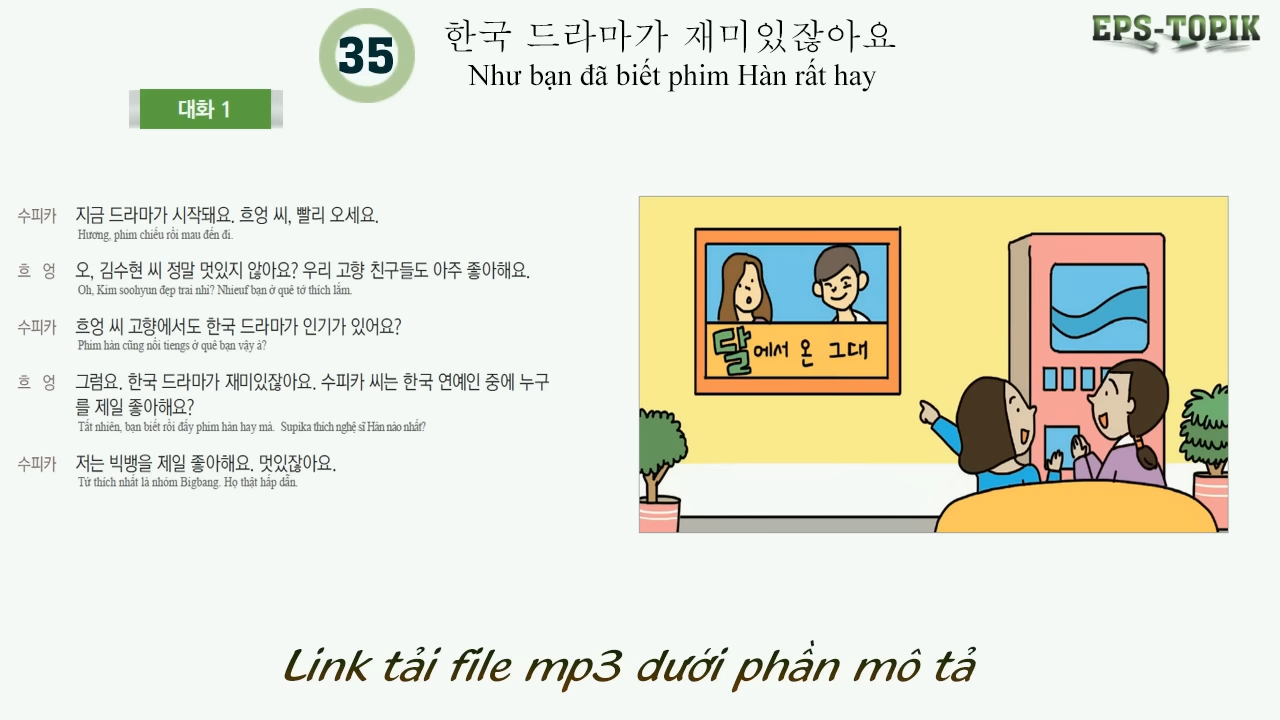 35
한국 드라마가 재미있잖아요
Như bạn đã biết phim Hàn rất hay
EPS-TOPIK
대화 1
수피카 지금 드라마가 시작돼요. 흐엉 씨, 빨리 오세요.
Hương, phim chiếu rồi mau đến đi.
흐 엉 오, 김수현 씨 정말 멋있지 않아요? 우리 고향 친구들도 아주 좋아해요.
Oh, Kim soohyun đẹp trai nhỉ? Nhieuf bạn ở quê tớ thích lắm.
수피카 흐엉 씨 고향에서도 한국 드라마가 인기가 있어요?
Phim hàn cũng nổi tiengs ở quê bạn vậy à?
흐 엉 그럼요. 한국 드라마가 재미있잖아요. 수피카 씨는 한국 연예인 중에 누구
를 제일 좋아해요?
Tất nhiên, bạn biết rồi đấy phim hàn hay mà. Supika thích nghệ sĩ Hàn nào nhất?
수피카 저는 빅뱅을 제일 좋아해요. 멋있잖아요.
Tứ thích nhất là nhóm Bigbang. Họ thật hấp dẫn.
달에서 온 그대
Link tải file mp3 dưới phần mô tả